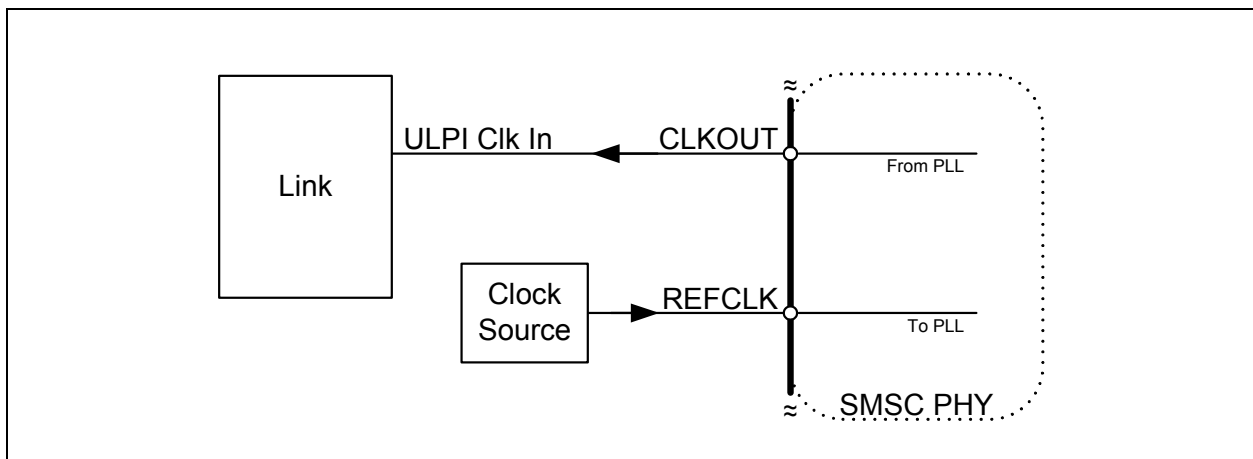 ULPI Clk In
CLKOUT
From PLL
Link
Clock
Source
REFCLK
To PLL
SMSC PHY